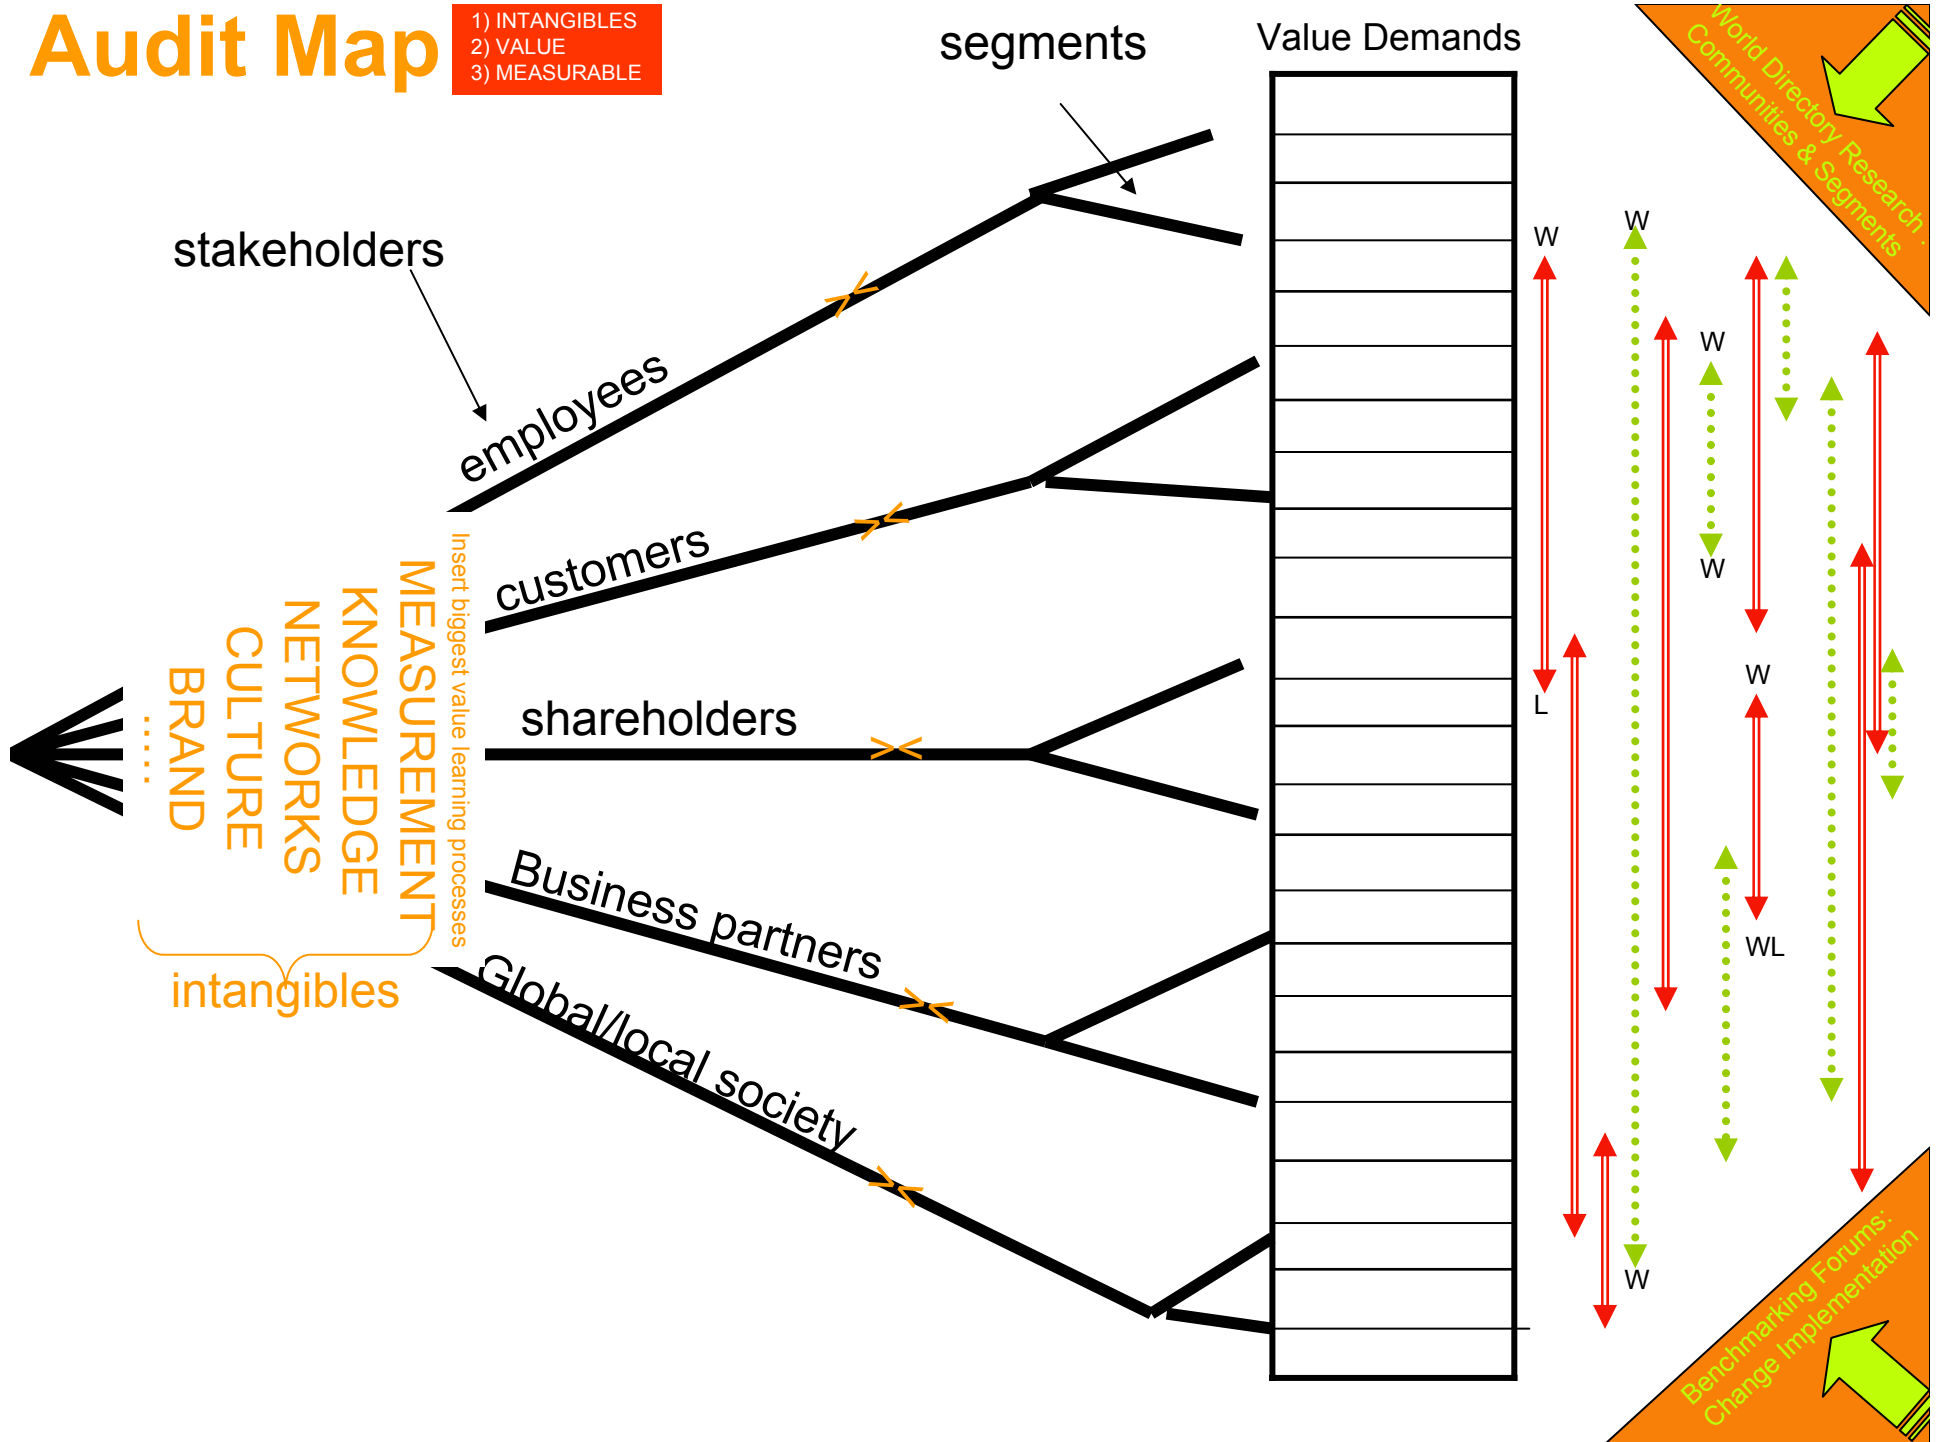 Audit Map
1) INTANGIBLES
2) VALUE
3) MEASURABLE
segments
Value Demands
World Directory Research :
Communities & Segments
stakeholders
employees
customers
shareholders
Business partners
Global/local society
Insert biggest value learning processes
MEASUREMENT
KNOWLEDGE
NETWORKS
CULTURE
BRAND
.....
intangibles
W
W
W
W
L
W
WL
W
Benchmarking Forums:
Change Implementation